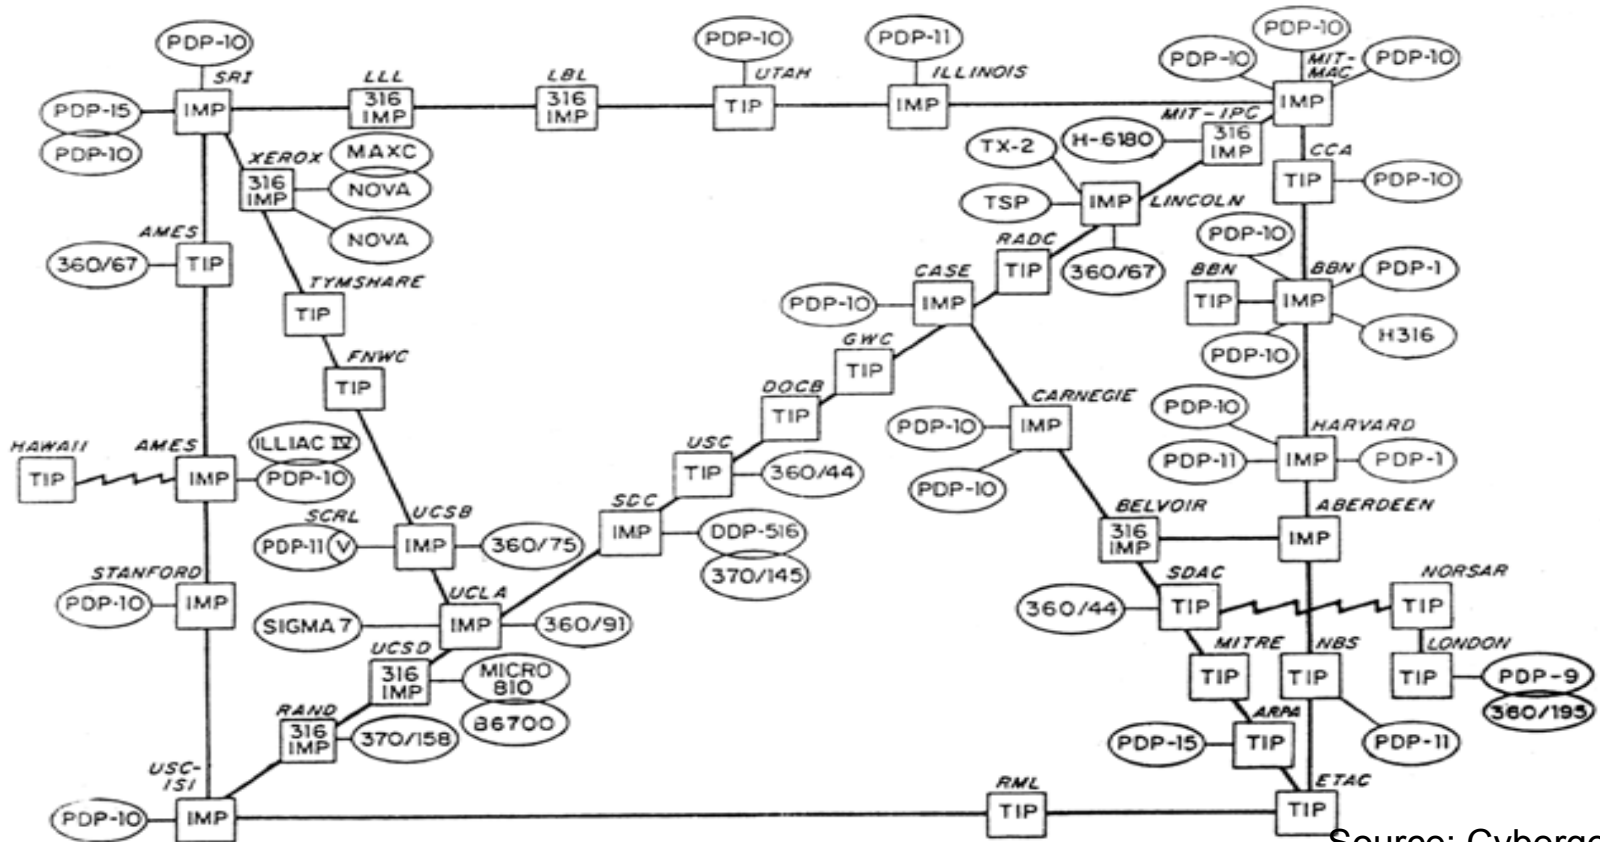 PDP-10
SRI
PDP-15
PDP-10
IMP
LLL
316
IMP
LBL
316
IMP
PDP-10
UTAH
TIP
PDP-11
ILLINOIS
IMP
PDP-10
PDP-10
PDP-10
MIT-
MAC
IMP
MIT-IPC
316
IMP
H-6180
XEROX
316
IMP
MAXC
NOVA
NOVA
TX-2
TSP
IMP
LINCOLN
360/67
CCA
TIP
PDP-10
AMES
360/67
TIP
TYMSHARE
TIP
RADC
TIP
CASE
PDP-10
IMP
PDP-10
BBN
TIP
BBN
IMP
PDP-1
H316
PDP-10
FNWC
TIP
GWC
TIP
DOCB
TIP
CARNEGIE
PDP-10
IMP
PDP-10
PDP-10
HARVARD
PDP-11
IMP
PDP-1
HAWAII
TIP
AMES
IMP
ILLIAC IV
PDP-10
USC
TIP
360/44
SCRL
PDP-11
V
UCSB
IMP
360/75
SDC
IMP
DDP-516
370/145
BELVOIR
316
IMP
ABERDEEN
IMP
STANFORD
PDP-10
IMP
UCLA
SIGMA 7
IMP
360/91
SDAC
360/44
TIP
NORSAR
TIP
UCSD
316
IMP
MICRO
810
B6700
MITRE
TIP
NBS
TIP
LONDON
TIP
PDP-9
360/195
RAND
316
IMP
370/158
ARPA
PDP-15
TIP
PDP-11
USC-
ISI
PDP-10
IMP
RML
TIP
ETAC
TIP
Source: